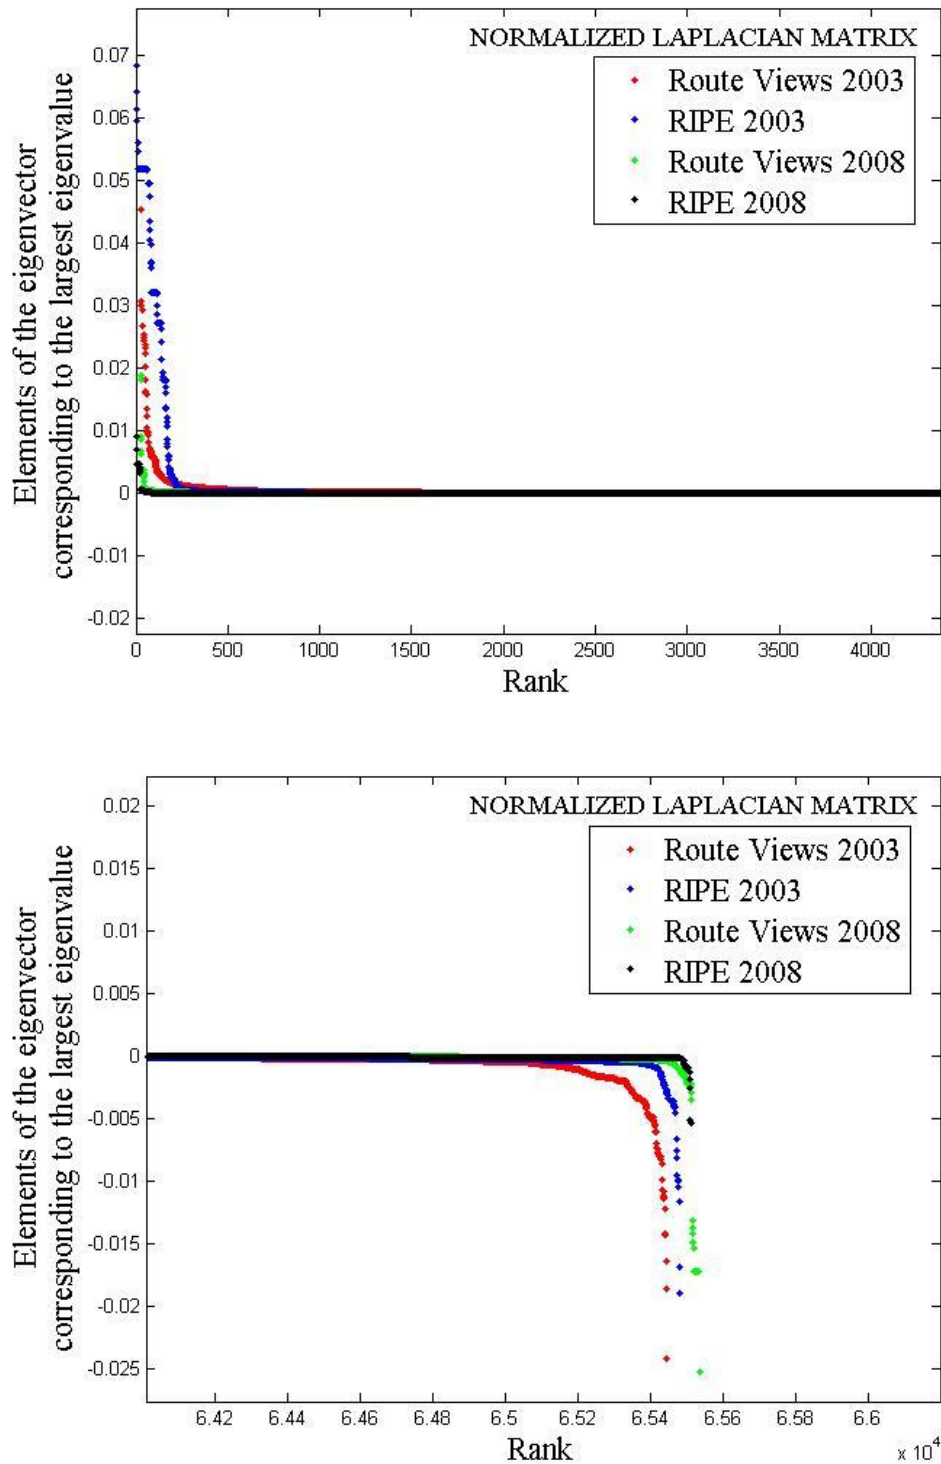 NORMALIZED LAPLACIAN MATRIX
Route Views 2003
RIPE 2003
Route Views 2008
RIPE 2008
Elements of the eigenvector
corresponding to the largest eigenvalue
0.07
0.06
0.05
0.04
0.03
0.02
0.01
0
-0.01
-0.02
0 500 1000 1500 2000 2500 3000 3500 4000
Rank
NORMALIZED LAPLACIAN MATRIX
Route Views 2003
RIPE 2003
Route Views 2008
RIPE 2008
Elements of the eigenvector
corresponding to the largest eigenvalue
0.02
0.015
0.01
0.005
0
-0.005
-0.01
-0.015
-0.02
-0.025
6.42 6.44 6.46 6.48 6.5 6.52 6.54 6.56 6.58 6.6
Rank
x 10^4